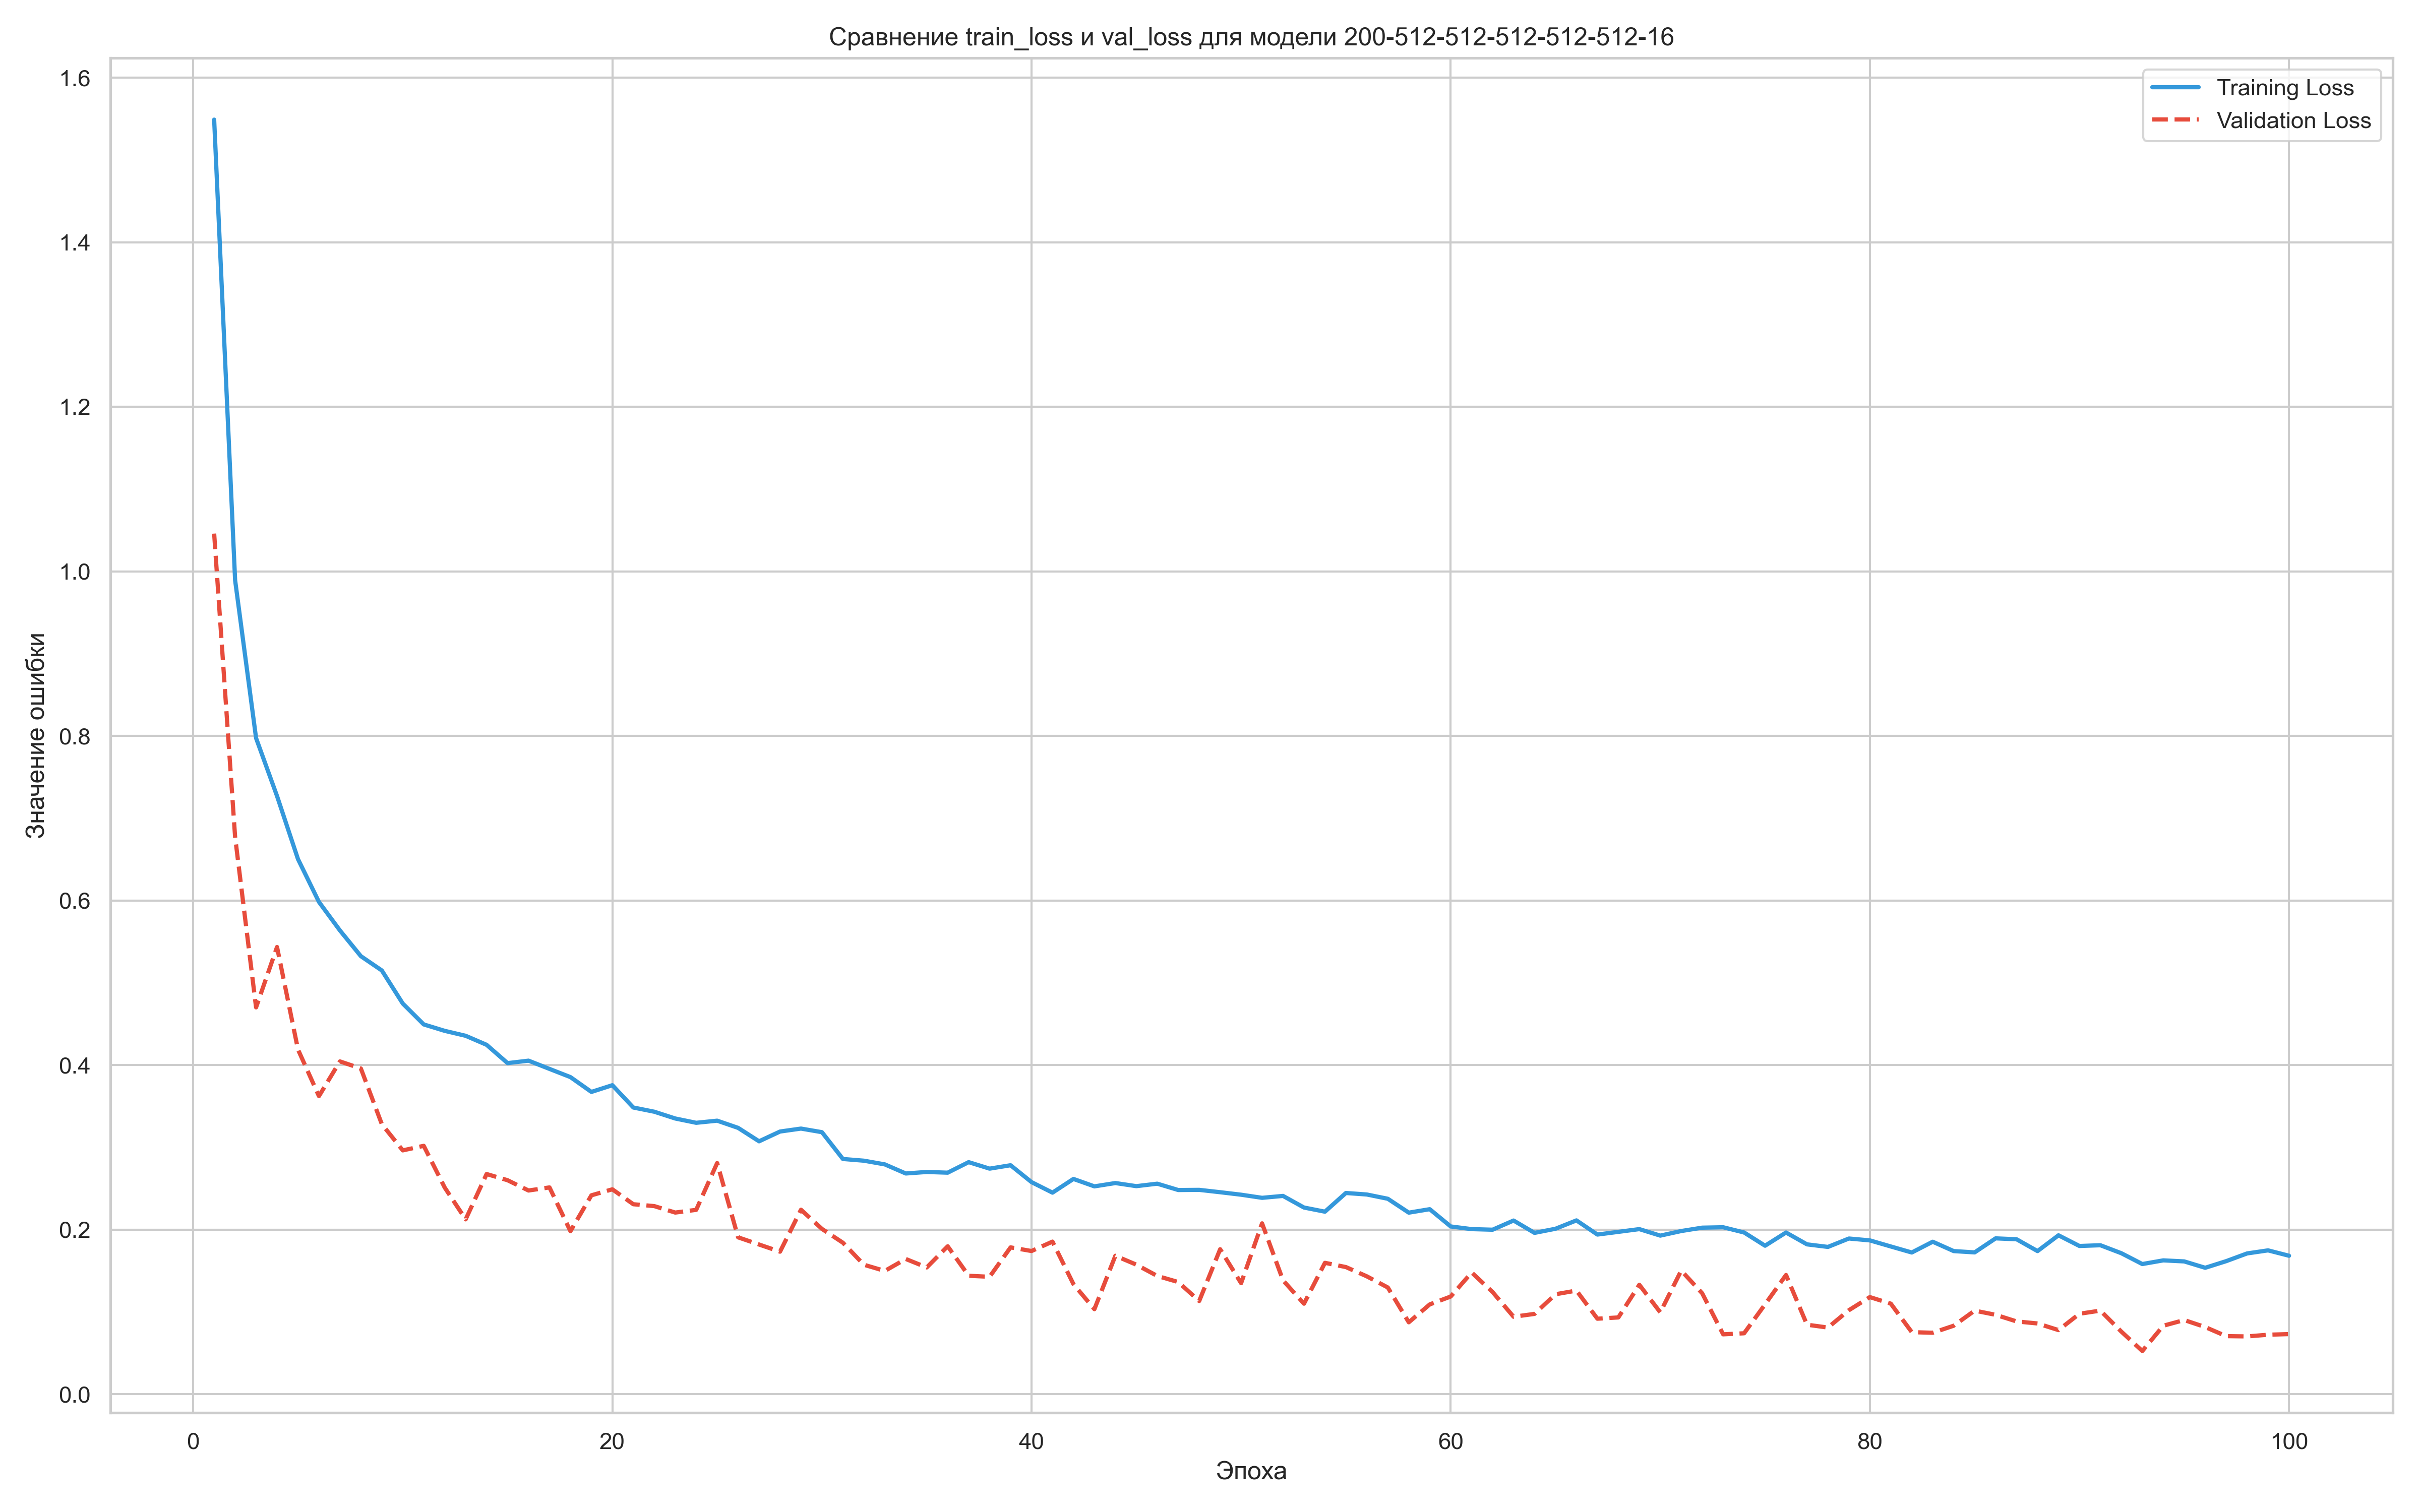 Сравнение train_loss и val_loss для модели 200-512-512-512-512-512-16
Training Loss
Validation Loss
Значение ошибки
1.6
1.4
1.2
1.0
0.8
0.6
0.4
0.2
0.0
0 20 40 60 80 100
Эпоха